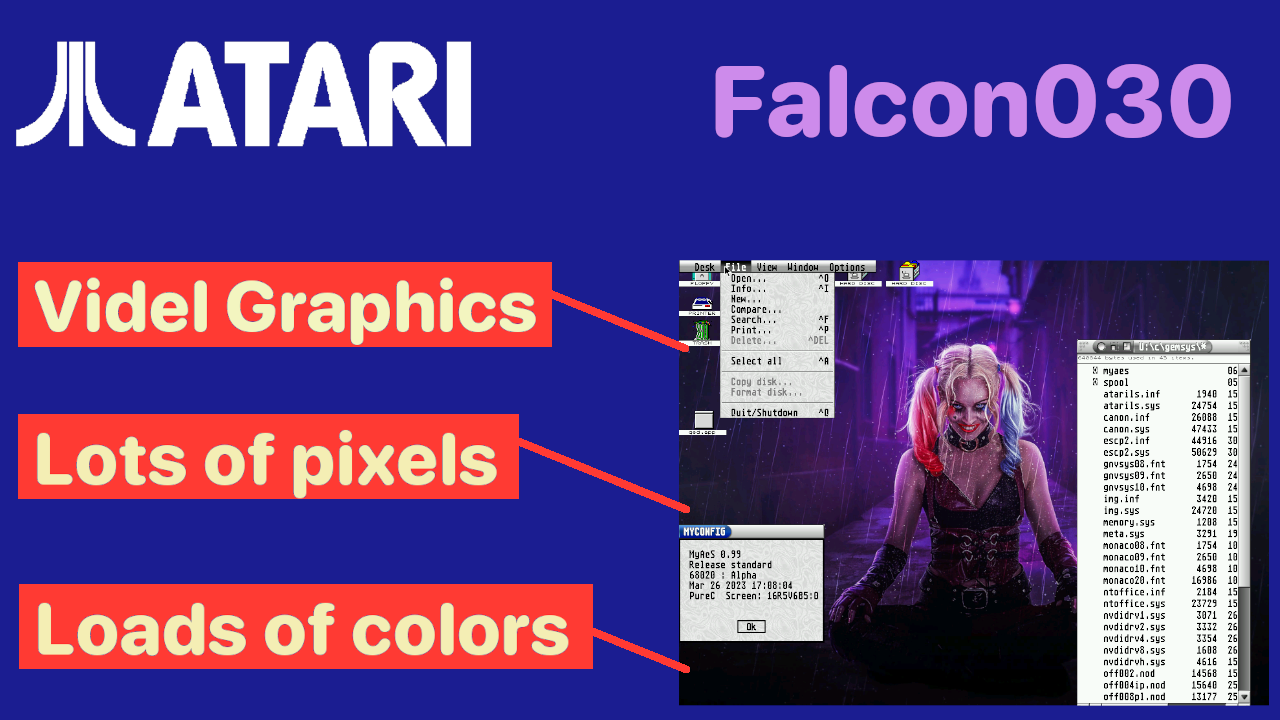 ATARI
Falcon030
Videl Graphics
Lots of pixels
Loads of colors
Desk File View Window Options
Open... ^O
Info... ^I
New...
Compare...
Search... ^F
Print... ^P
Delete... ^DEL
Select all ^A
Copy disk...
Format disk...
Quit/Shutdown ^Q
FLOPPY
PRINTER
HARD DISC
HARD DISC
MYCONFIG
MyAeS 0.99
Release standard
68020 : Alpha
Mar 26 2023 17:08:04
PureC Screen: 16R5V6B5:0
Ok
U:\c\gemsys\*
bytes used in 45 items.
myaes 06
spool 05
atarils.inf 1940 15
atarils.sys 24754 15
canon.inf 26088 15
canon.sys 47433 15
escp2.inf 44916 30
escp2.sys 50629 30
gnvsys08.fnt 1754 24
gnvsys09.fnt 2650 24
gnvsys10.fnt 4698 24
img.inf 3420 15
img.sys 24720 15
memory.sys 1208 15
meta.sys 3291 19
monaco08.fnt 1754 10
monaco09.fnt 2650 10
monaco10.fnt 4698 10
monaco20.fnt 16986 10
ntoffice.inf 2184 15
ntoffice.sys 23729 15
nvdidrv1.sys 3071 26
nvdidrv2.sys 3332 26
nvdidrv4.sys 3354 26
nvdidrv8.sys 1608 26
nvdidrvh.sys 4616 15
off002.nod 14568 15
off004ip.nod 15640 25
off008pl.nod 13177 25